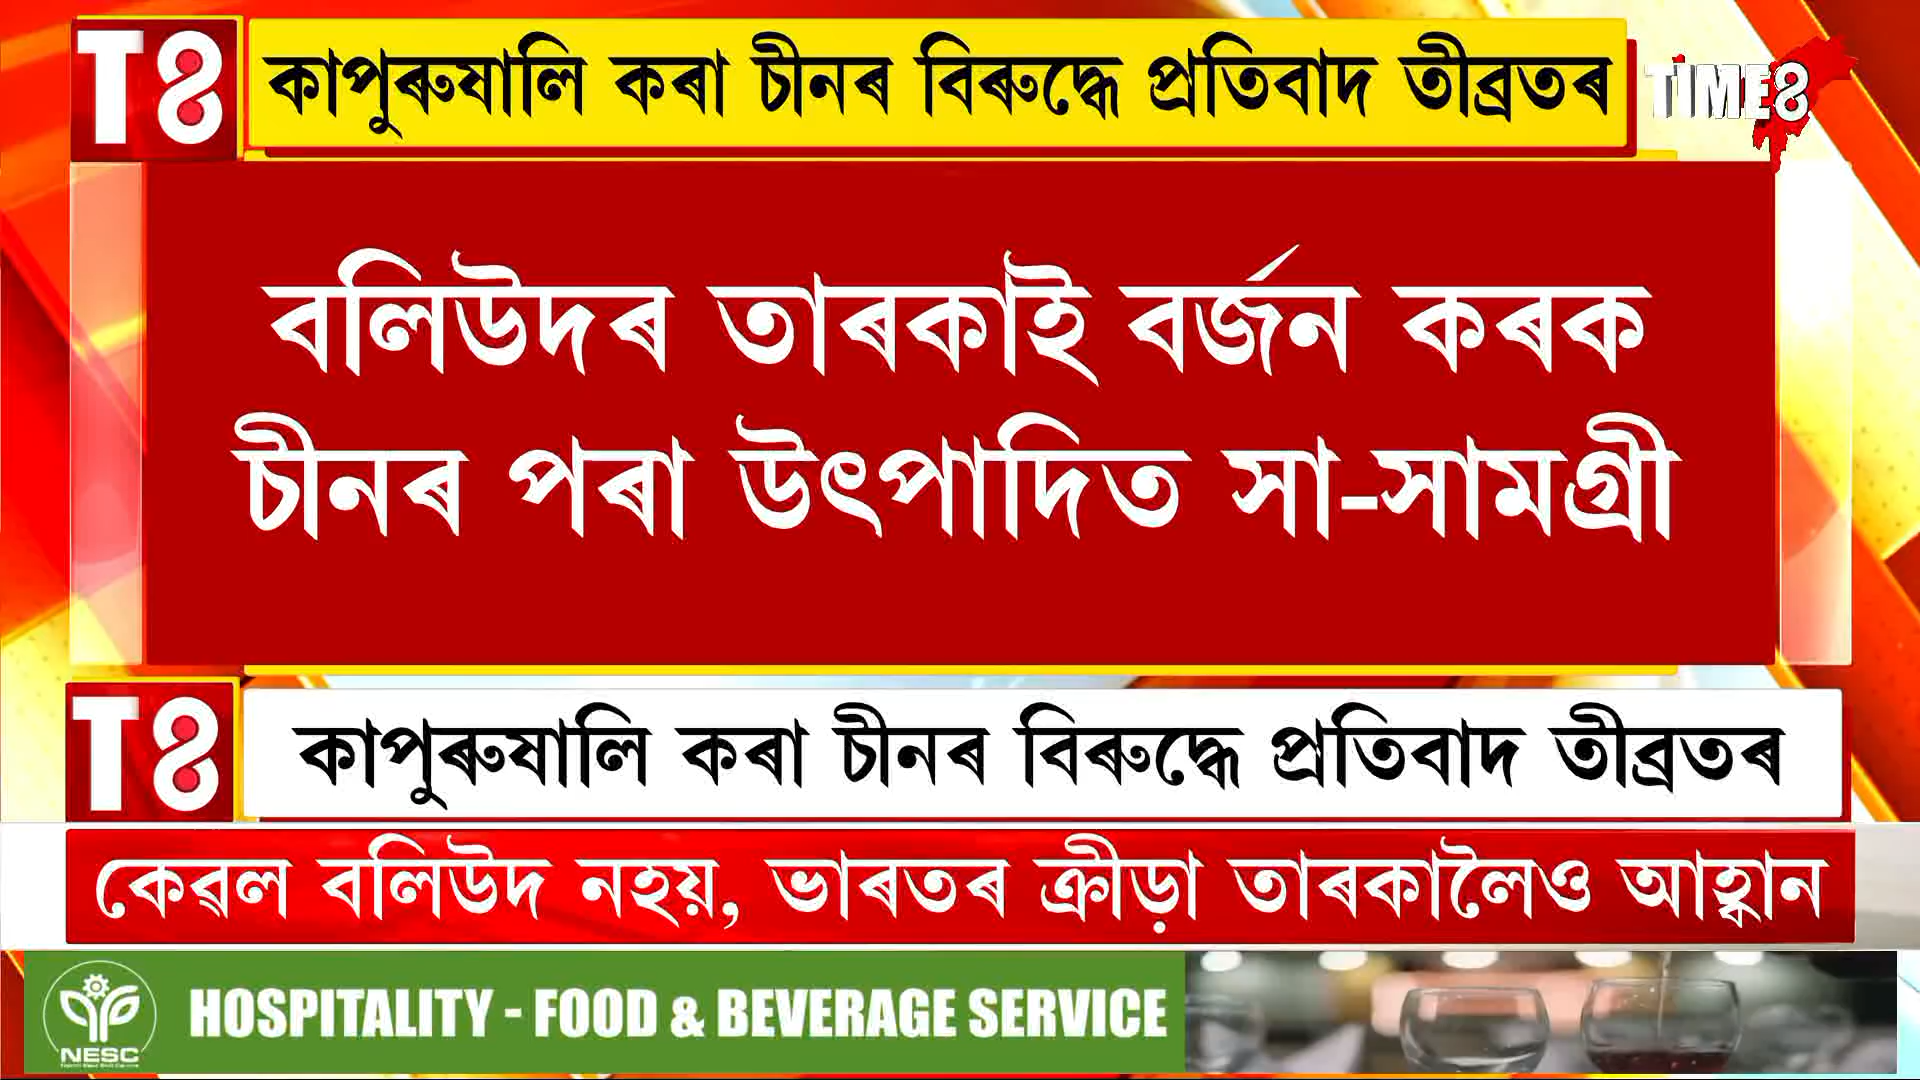 T8 কাপুৰুষালি কৰা চীনৰ বিৰুদ্ধে প্ৰতিবাদ তীব্ৰতৰ TIME8
বলিউদৰ তাৰকাই বৰ্জন কৰক
চীনৰ পৰা উৎপাদিত সা-সামগ্ৰী
T8 কাপুৰুষালি কৰা চীনৰ বিৰুদ্ধে প্ৰতিবাদ তীব্ৰতৰ
কেৱল বলিউদ নহয়, ভাৰতৰ ক্ৰীড়া তাৰকালৈও আহ্বান
NESC HOSPITALITY - FOOD & BEVERAGE SERVICE